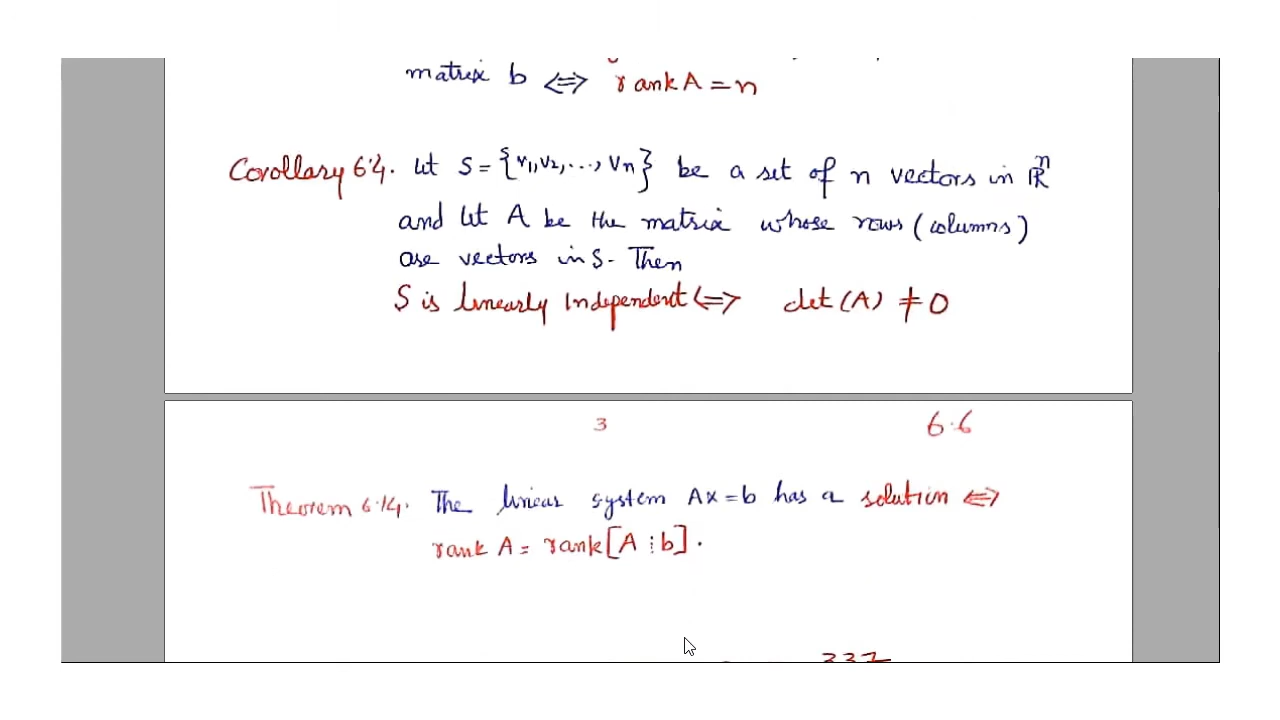 matrix b ⇔ rank A = n
Corollary 6.4. Let S = {v1, v2, ..., vn} be a set of n vectors in ℝ^n
and let A be the matrix whose rows (columns)
are vectors in S. Then
S is linearly independent ⇔ det(A) ≠ 0
3 6.6
Theorem 6.14. The linear system Ax = b has a solution ⇔
rank A = rank [A ⋮ b].